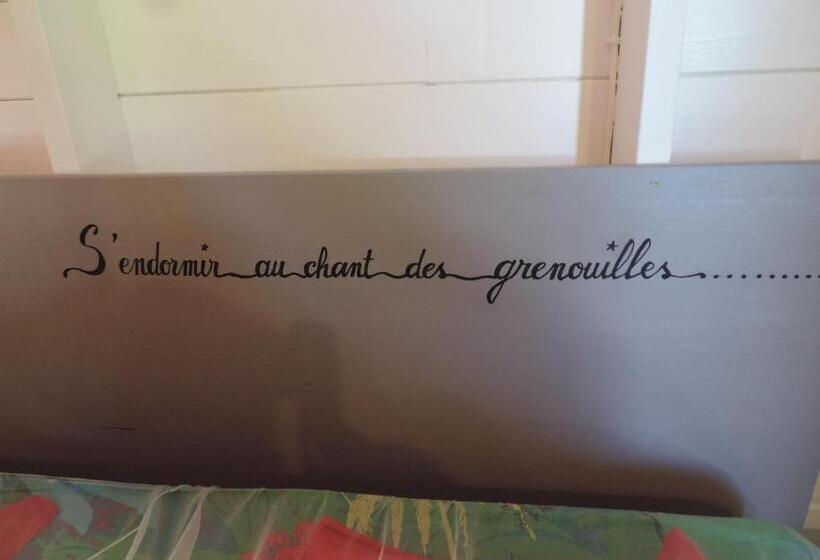 S'endormir au chant des grenouilles..........